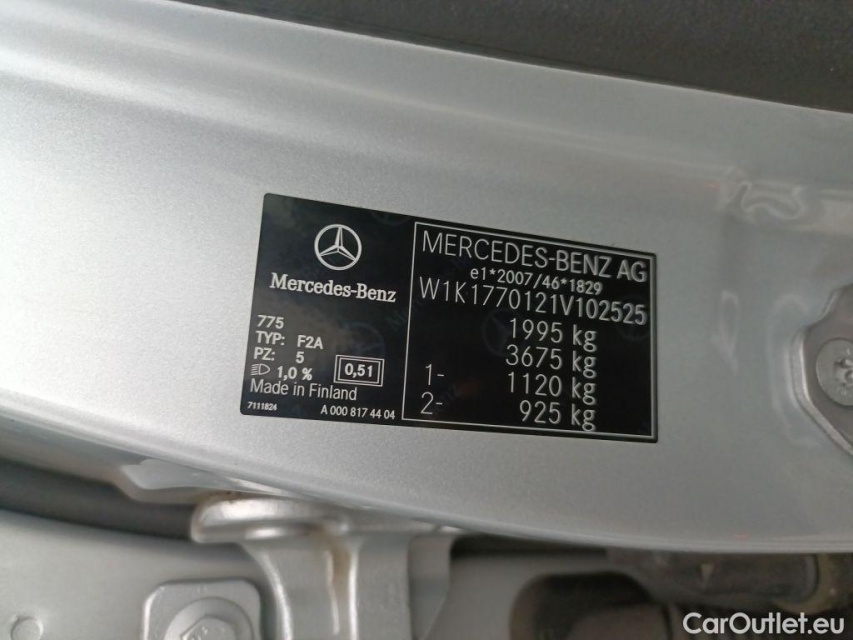 Mercedes-Benz
775
TYP: F2A
PZ: 5
1,0 %
0,51
Made in Finland
7111824
A 000 817 44 04
MERCEDES-BENZ AG
e1*2007/46*1829
W1K1770121V102525
1995 kg
3675 kg
1- 1120 kg
2- 925 kg
CarOutlet.eu